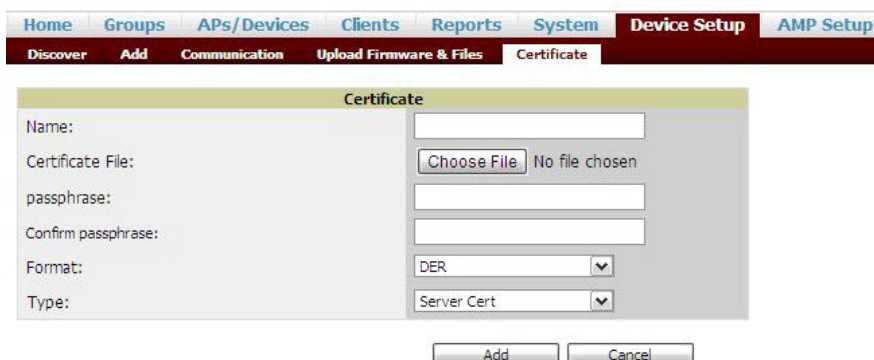 Home Groups APs/Devices Clients Reports System Device Setup AMP Setup
Discover Add Communication Upload Firmware & Files Certificate
Certificate
Name:
Certificate File: Choose File No file chosen
passphrase:
Confirm passphrase:
Format: DER
Type: Server Cert
Add Cancel